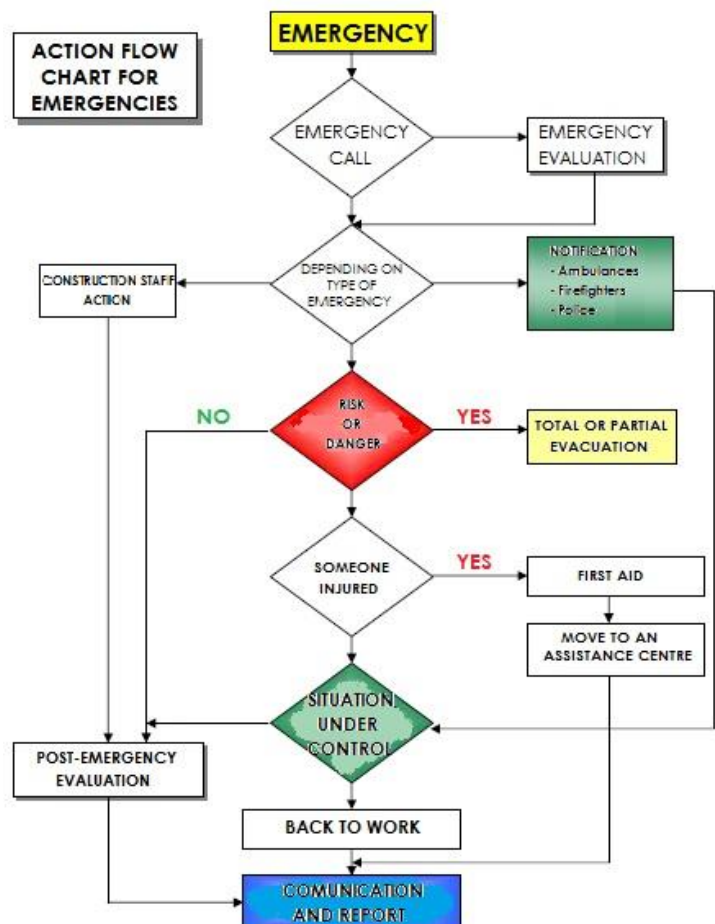 ACTION FLOW
CHART FOR
EMERGENCIES
EMERGENCY
EMERGENCY
CALL
EMERGENCY
EVALUATION
DEPENDING ON
TYPE OF
EMERGENCY
CONSTRUCTION STAFF
ACTION
NOTIFICATION
- Ambulances
- Firefighters
- Police
RISK
OR
DANGER
NO
YES
TOTAL OR PARTIAL
EVACUATION
SOMEONE
INJURED
YES
FIRST AID
MOVE TO AN
ASSISTANCE CENTRE
SITUATION
UNDER
CONTROL
POST-EMERGENCY
EVALUATION
BACK TO WORK
COMUNICATION
AND REPORT